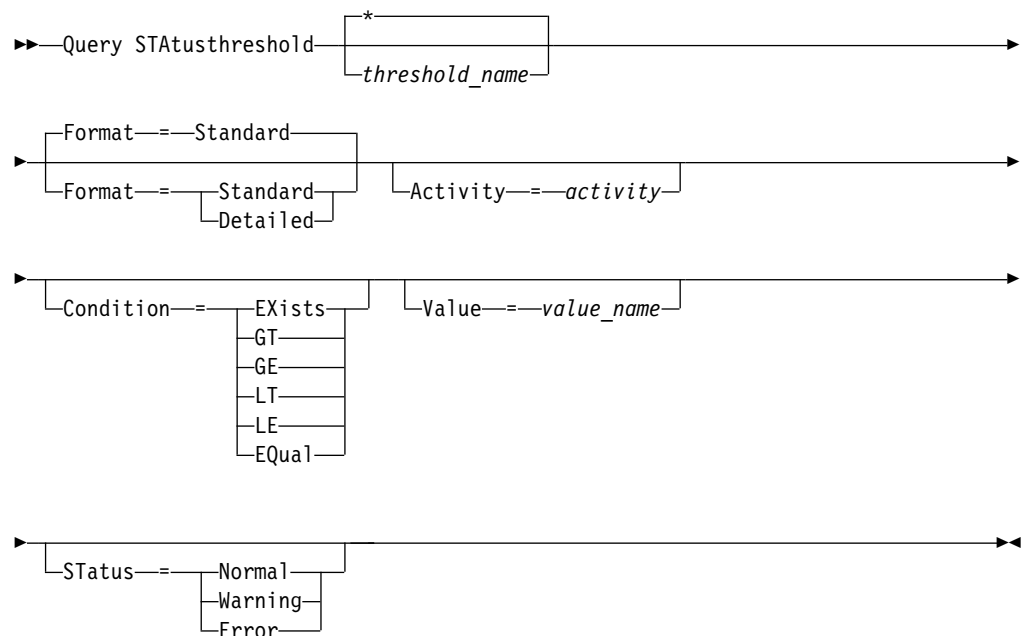 *
Query STAtusthreshold
threshold_name
Format = Standard
Format = Standard Activity = activity
Detailed
Condition = EXists Value = value_name
GT
GE
LT
LE
EQual
STatus = Normal
Warning
Error